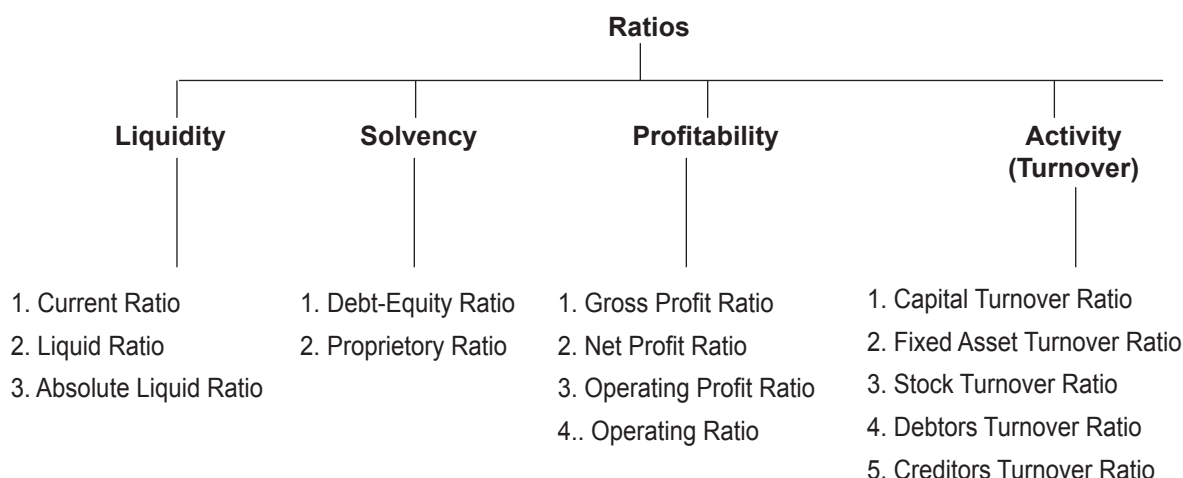 Ratios
Liquidity
Solvency
Profitability
Activity
(Turnover)
1. Current Ratio
2. Liquid Ratio
3. Absolute Liquid Ratio
1. Debt-Equity Ratio
2. Proprietory Ratio
1. Gross Profit Ratio
2. Net Profit Ratio
3. Operating Profit Ratio
4.. Operating Ratio
1. Capital Turnover Ratio
2. Fixed Asset Turnover Ratio
3. Stock Turnover Ratio
4. Debtors Turnover Ratio
5. Creditors Turnover Ratio